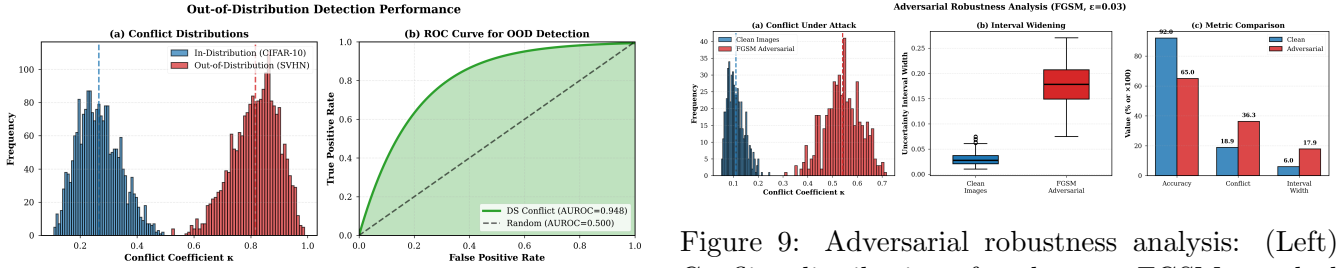 Out-of-Distribution Detection Performance
(a) Conflict Distributions
In-Distribution (CIFAR-10)
Out-of-Distribution (SVHN)
Frequency
100
80
60
40
20
0
0.2
0.4
0.6
0.8
1.0
Conflict Coefficient κ
(b) ROC Curve for OOD Detection
True Positive Rate
1.0
0.8
0.6
0.4
0.2
0.0
DS Conflict (AUROC=0.948)
Random (AUROC=0.500)
0.0
0.2
0.4
0.6
0.8
1.0
False Positive Rate
Adversarial Robustness Analysis (FGSM, ε=0.03)
(a) Conflict Under Attack
Clean Images
FGSM Adversarial
Frequency
40
35
30
25
20
15
10
5
0
0.1
0.2
0.3
0.4
0.5
0.6
0.7
Conflict Coefficient κ
(b) Interval Widening
Uncertainty Interval Width
0.25
0.20
0.15
0.10
0.05
0.00
Clean
Images
FGSM
Adversarial
(c) Metric Comparison
Clean
Adversarial
Value (% or ×100)
80
60
40
20
0
92.0
65.0
18.9
36.3
6.0
17.9
Accuracy
Conflict
Interval
Width
Figure 9: Adversarial robustness analysis: (Left)